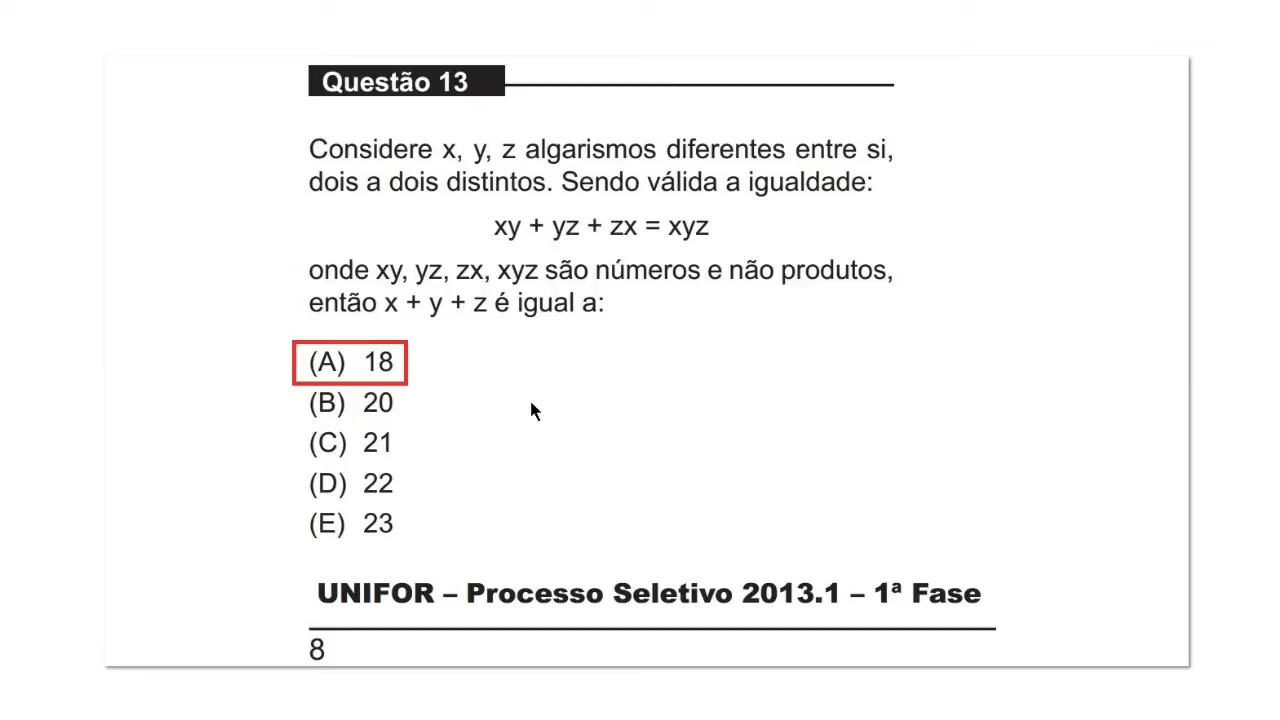 Questão 13
Considere x, y, z algarismos diferentes entre si,
dois a dois distintos. Sendo válida a igualdade:
xy + yz + zx = xyz
onde xy, yz, zx, xyz são números e não produtos,
então x + y + z é igual a:
(A) 18
(B) 20
(C) 21
(D) 22
(E) 23
UNIFOR – Processo Seletivo 2013.1 – 1ª Fase
8